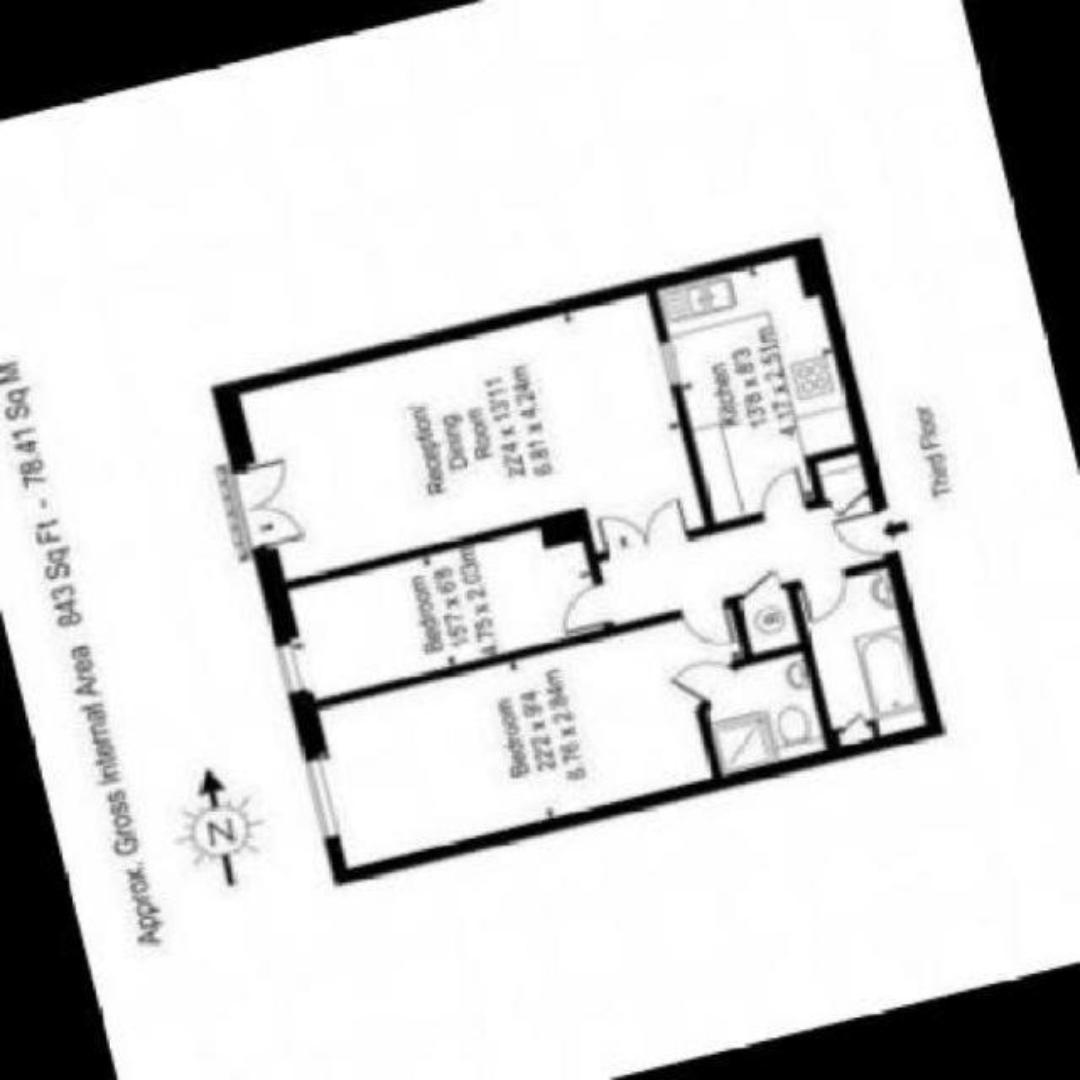 Approx. Gross Internal Area 843 Sq Ft - 78.41 Sq M
N
Reception/
Dining
Room
22'4 x 13'11
6.81 x 4.24m
Kitchen
13'8 x 8'3
4.17 x 2.51m
Bedroom
15'7 x 6'8
4.75 x 2.03m
Bedroom
22'2 x 9'4
6.76 x 2.84m
B
Third Floor